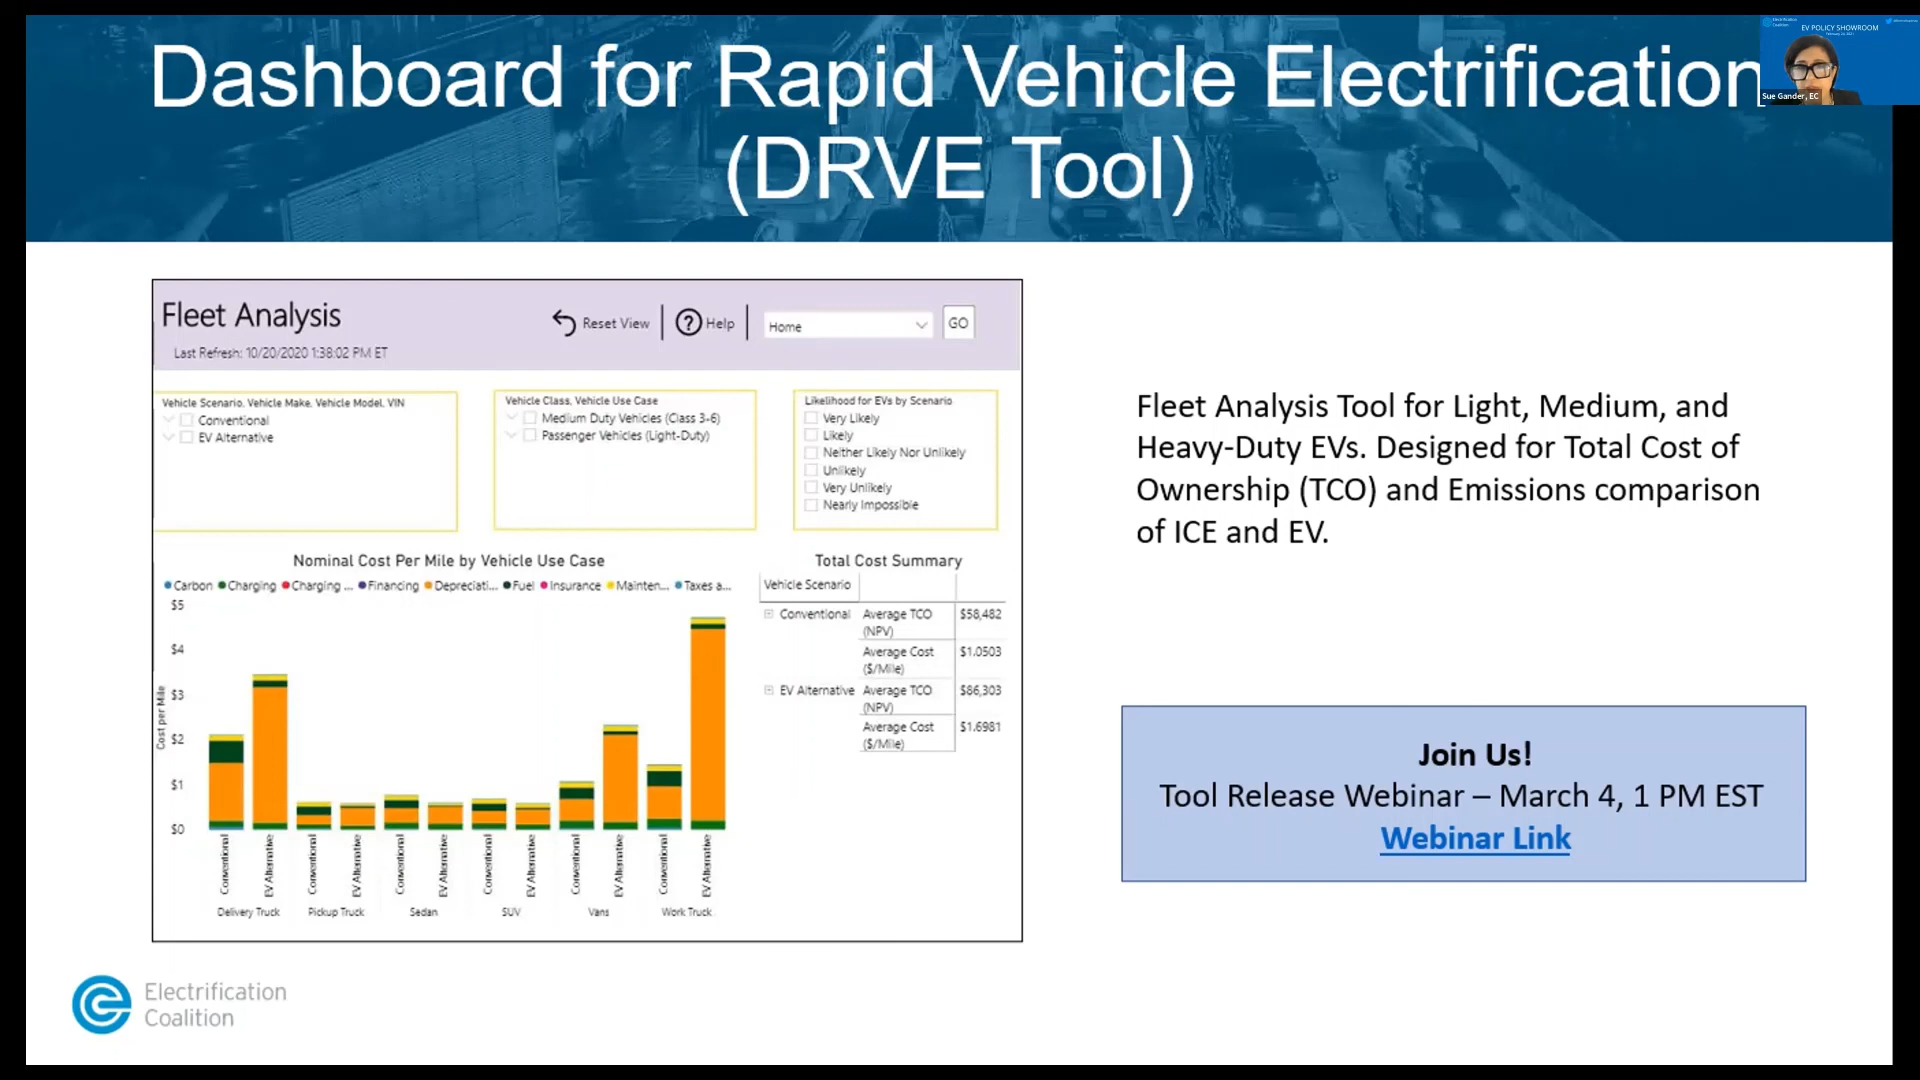 Dashboard for Rapid Vehicle Electrification
(DRVE Tool)
EV POLICY SHOWROOM
Sue Gander, EC
Fleet Analysis
Last Refresh: 10/20/2020 1:38:02 PM ET
Reset View
Help
Home
GO
Vehicle Scenario, Vehicle Make, Vehicle Model, VIN
Conventional
EV Alternative
Vehicle Class, Vehicle Use Case
Medium Duty Vehicles (Class 3-6)
Passenger Vehicles (Light-Duty)
Likelihood for EVs by Scenario
Very Likely
Likely
Neither Likely Nor Unlikely
Unlikely
Very Unlikely
Nearly Impossible
Nominal Cost Per Mile by Vehicle Use Case
Carbon Charging Charging ... Financing Depreciati... Fuel Insurance Mainten... Taxes a...
Cost per Mile
$5
$4
$3
$2
$1
$0
Conventional EV Alternative Conventional EV Alternative Conventional EV Alternative Conventional EV Alternative Conventional EV Alternative Conventional EV Alternative
Delivery Truck Pickup Truck Sedan SUV Vans Work Truck
Total Cost Summary
Vehicle Scenario
Conventional Average TCO $58,482
(NPV)
Average Cost $1.0503
($/Mile)
EV Alternative Average TCO $86,303
(NPV)
Average Cost $1.6981
($/Mile)
Fleet Analysis Tool for Light, Medium, and
Heavy-Duty EVs. Designed for Total Cost of
Ownership (TCO) and Emissions comparison
of ICE and EV.
Join Us!
Tool Release Webinar – March 4, 1 PM EST
Webinar Link
Electrification
Coalition